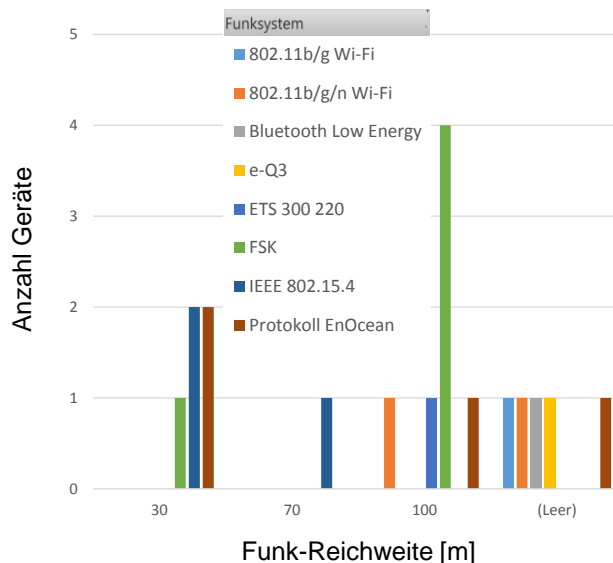 Funksystem
802.11b/g Wi-Fi
802.11b/g/n Wi-Fi
Bluetooth Low Energy
e-Q3
ETS 300 220
FSK
IEEE 802.15.4
Protokoll EnOcean
Anzahl Geräte
5
4
3
2
1
0
30 70 100 (Leer)
Funk-Reichweite [m]